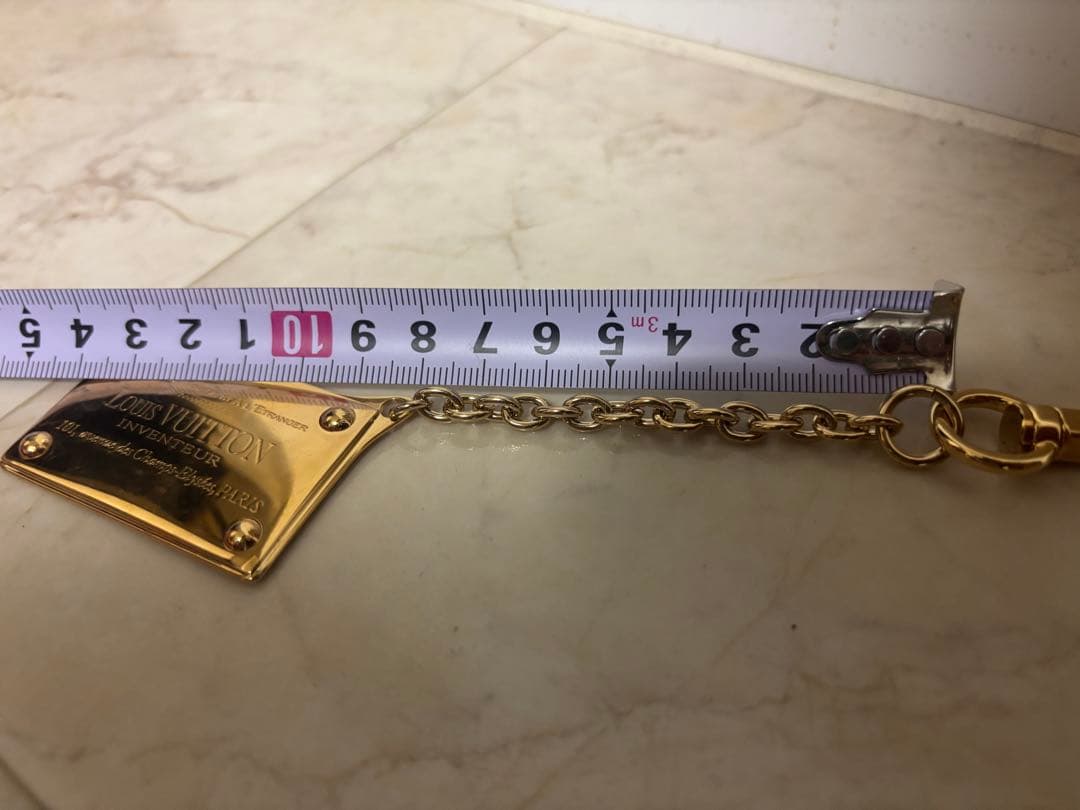 5 4 3 2 1 10 9 8 7 6 5 3m 4 3 2
L'ÉTRANGER
LOUIS VUITTON
INVENTEUR
101, avenue des Champs-Elysées, PARIS